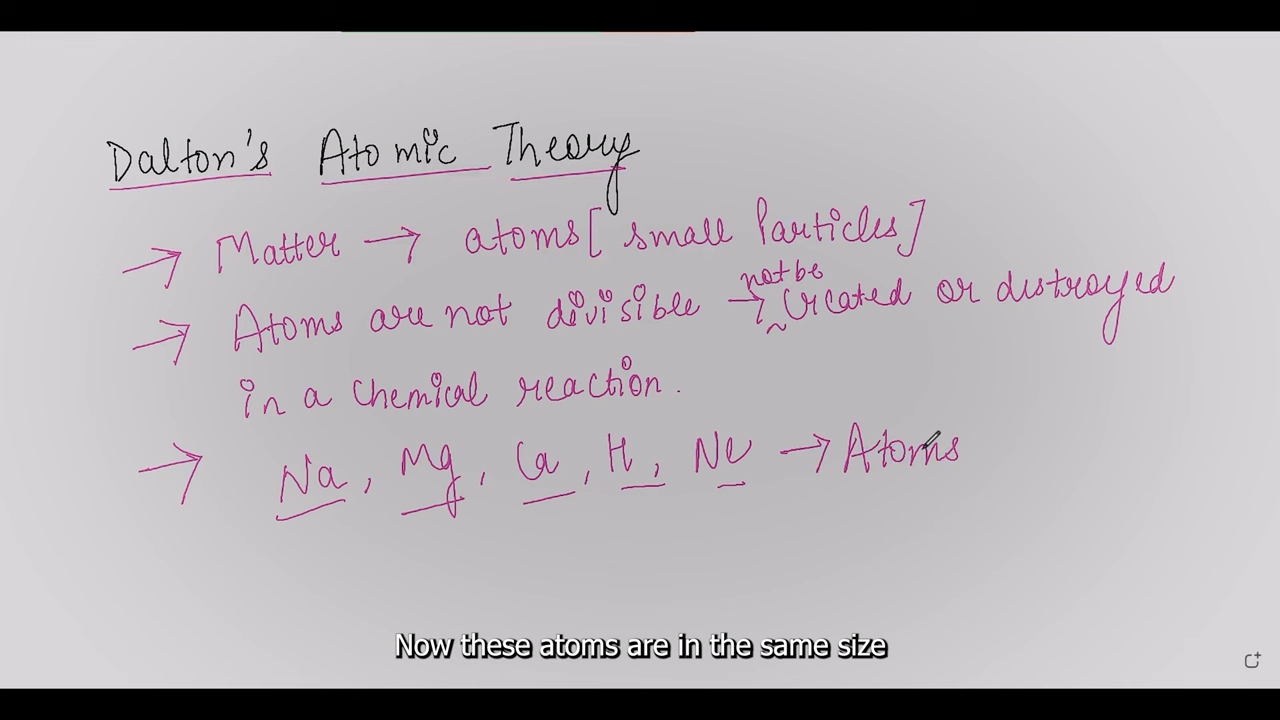 Dalton's Atomic Theory
→ Matter → atoms [small Particles]
not be
→ Atoms are not divisible → Created or distroyed
in a chemical reaction.
→ Na, Mg, Ca, H, Ne → Atoms
Now these atoms are in the same size